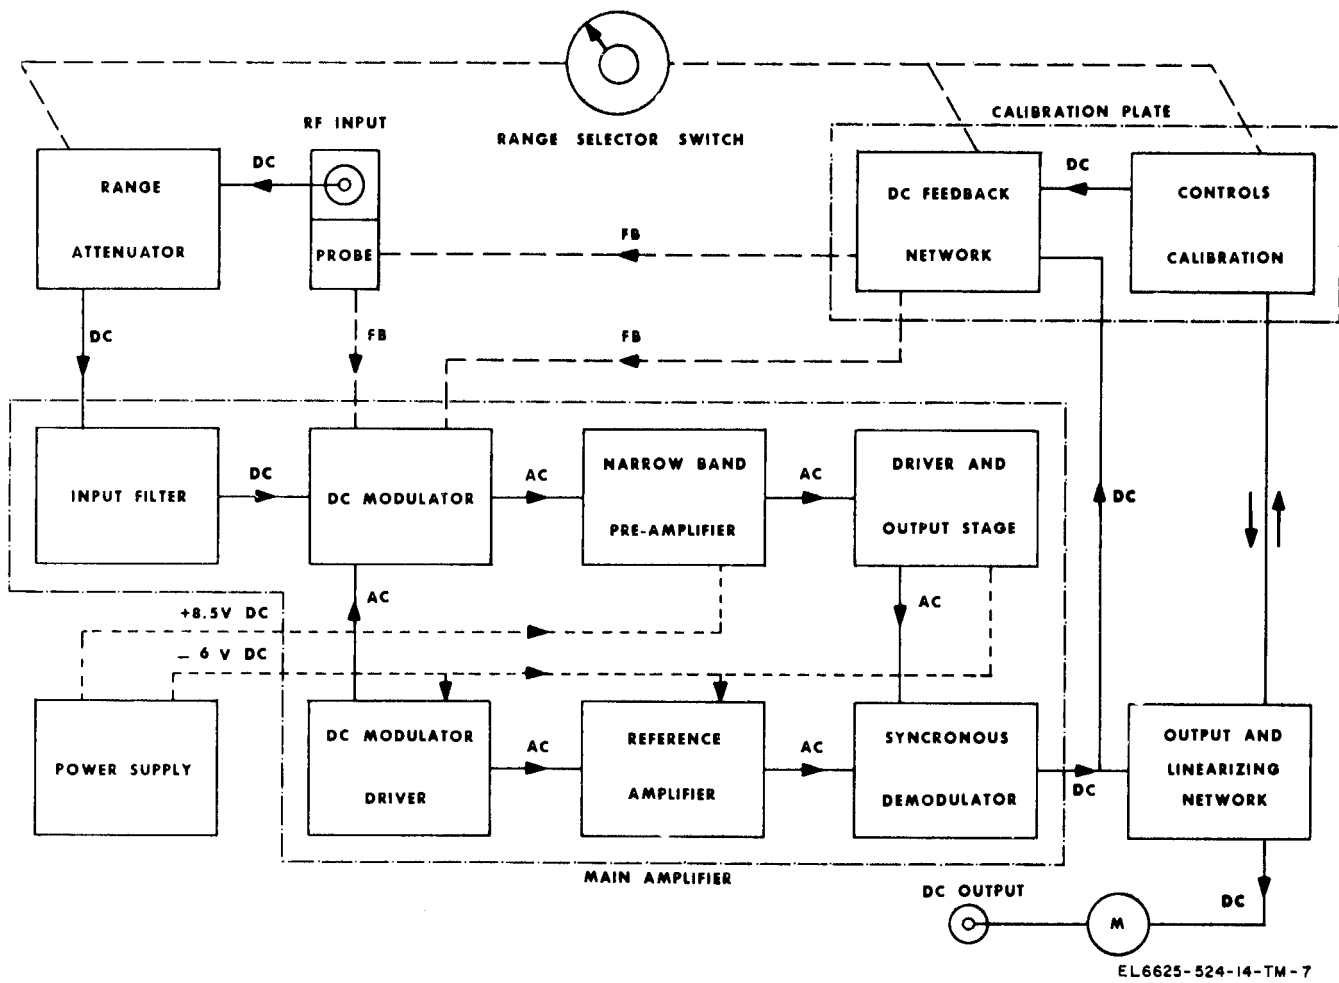 CALIBRATION PLATE
RF INPUT
RANGE SELECTOR SWITCH
DC
DC
RANGE
ATTENUATOR
PROBE
DC FEEDBACK
NETWORK
CONTROLS
CALIBRATION
FB
DC
FB
FB
INPUT FILTER
DC
DC MODULATOR
AC
NARROW BAND
PRE-AMPLIFIER
AC
DRIVER AND
OUTPUT STAGE
DC
+8.5V DC
AC
AC
– 6 V DC
POWER SUPPLY
DC MODULATOR
DRIVER
AC
REFERENCE
AMPLIFIER
AC
SYNCRONOUS
DEMODULATOR
DC
OUTPUT AND
LINEARIZING
NETWORK
MAIN AMPLIFIER
DC OUTPUT
M
DC
EL6625-524-14-TM-7